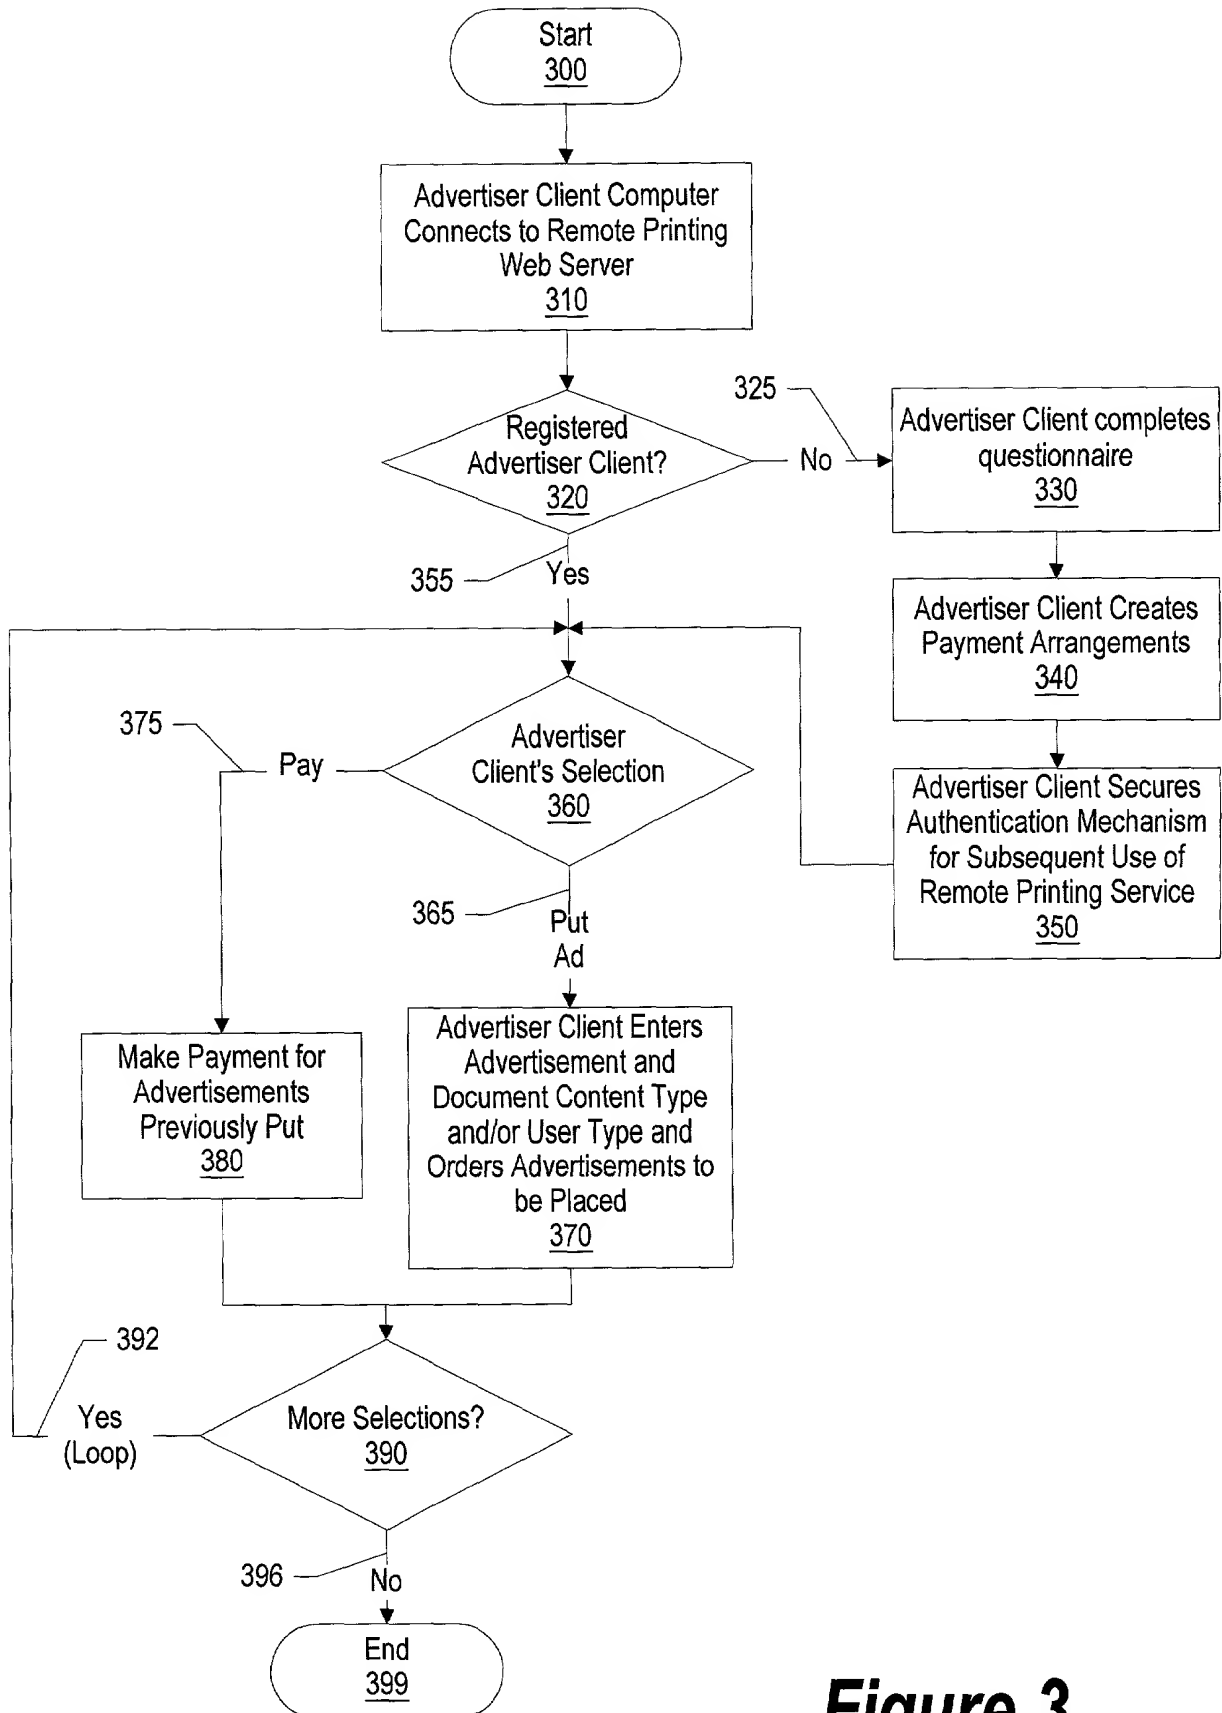 Start
300
Advertiser Client Computer
Connects to Remote Printing
Web Server
310
Registered
Advertiser Client?
320
325
No
Advertiser Client completes
questionnaire
330
355
Yes
Advertiser Client Creates
Payment Arrangements
340
375
Pay
Advertiser
Client's Selection
360
Advertiser Client Secures
Authentication Mechanism
for Subsequent Use of
Remote Printing Service
350
365
Put
Ad
Make Payment for
Advertisements
Previously Put
380
Advertiser Client Enters
Advertisement and
Document Content Type
and/or User Type and
Orders Advertisements to
be Placed
370
392
Yes
(Loop)
More Selections?
390
396
No
End
399
Figure 3